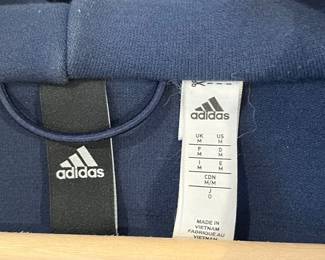 adidas
adidas
UK US
M M
F D
M M
I E
M M
CDN
M/M
J
O
MADE IN
VIETNAM
FABRIQUÉ AU
VIETNAM